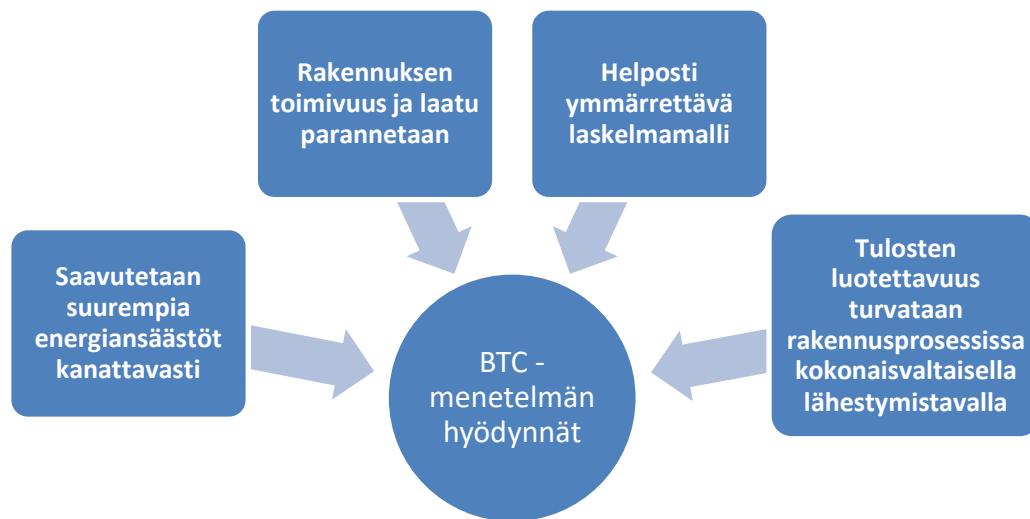 Rakennuksen
toimivuus ja laatu
parannetaan
Helposti
ymmärrettävä
laskelmamalli
Saavutetaan
suurempia
energiansäästöt
kanattavasti
Tulosten
luotettavuus
turvataan
rakennusprosessissa
kokonaisvaltaisella
lähestymistavalla
BTC -
menetelmän
hyödynnät